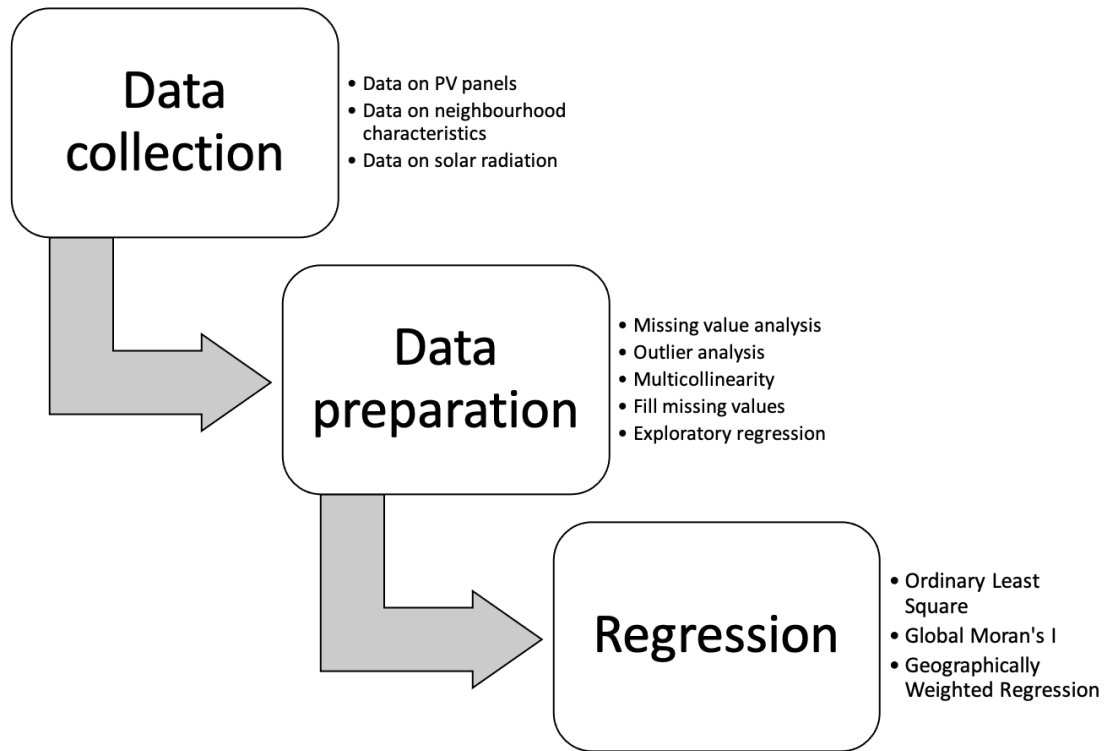 Data
collection
• Data on PV panels
• Data on neighbourhood
characteristics
• Data on solar radiation
Data
preparation
• Missing value analysis
• Outlier analysis
• Multicollinearity
• Fill missing values
• Exploratory regression
Regression
• Ordinary Least
Square
• Global Moran's I
• Geographically
Weighted Regression